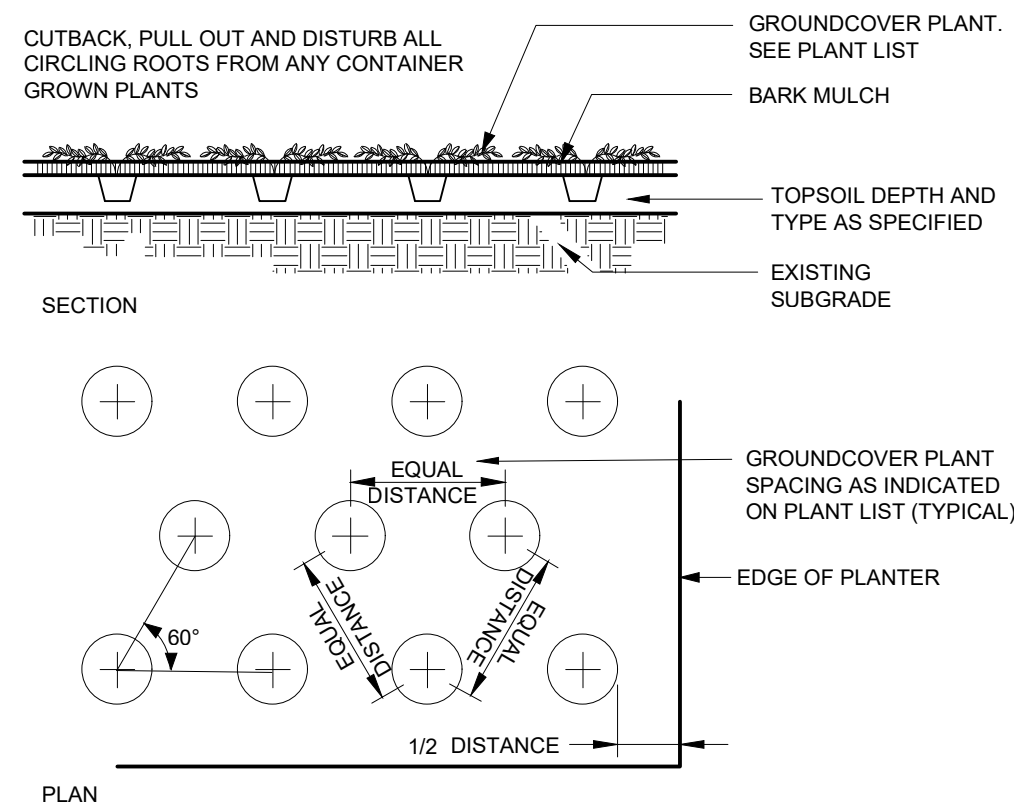 CUTBACK, PULL OUT AND DISTURB ALL
CIRCLING ROOTS FROM ANY CONTAINER
GROWN PLANTS
GROUNDCOVER PLANT.
SEE PLANT LIST
BARK MULCH
TOPSOIL DEPTH AND
TYPE AS SPECIFIED
EXISTING
SUBGRADE
SECTION
EQUAL
DISTANCE
GROUNDCOVER PLANT
SPACING AS INDICATED
ON PLANT LIST (TYPICAL)
EDGE OF PLANTER
60°
EQUAL
DISTANCE
EQUAL
DISTANCE
1/2 DISTANCE
PLAN